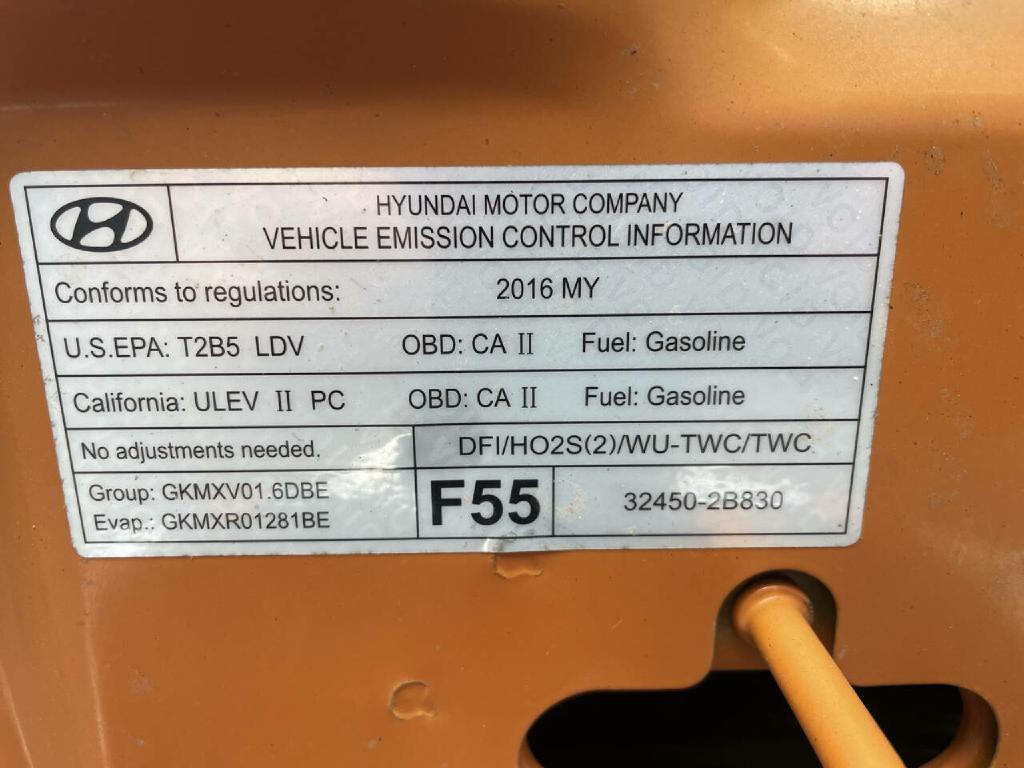 HYUNDAI MOTOR COMPANY
VEHICLE EMISSION CONTROL INFORMATION
Conforms to regulations: 2016 MY
U.S.EPA: T2B5 LDV OBD: CA II Fuel: Gasoline
California: ULEV II PC OBD: CA II Fuel: Gasoline
No adjustments needed. DFI/HO2S(2)/WU-TWC/TWC
Group: GKMXV01.6DBE
Evap.: GKMXR01281BE
F55
32450-2B830